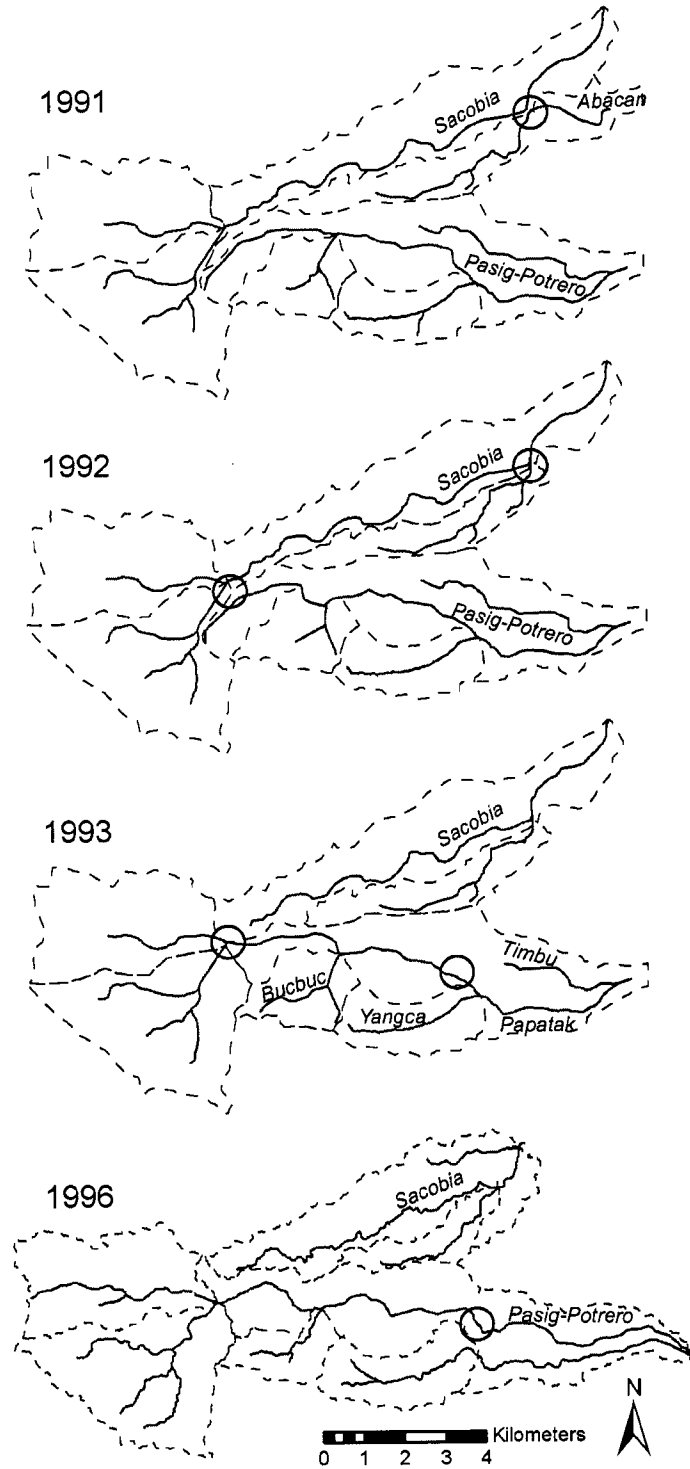 1991
Sacobia
Abacan
Pasig-Potrero
1992
Sacobia
Pasig-Potrero
1993
Sacobia
Timbu
Bucbuc
Yangca
Papatak
1996
Sacobia
Pasig-Potrero
N
Kilometers
0 1 2 3 4